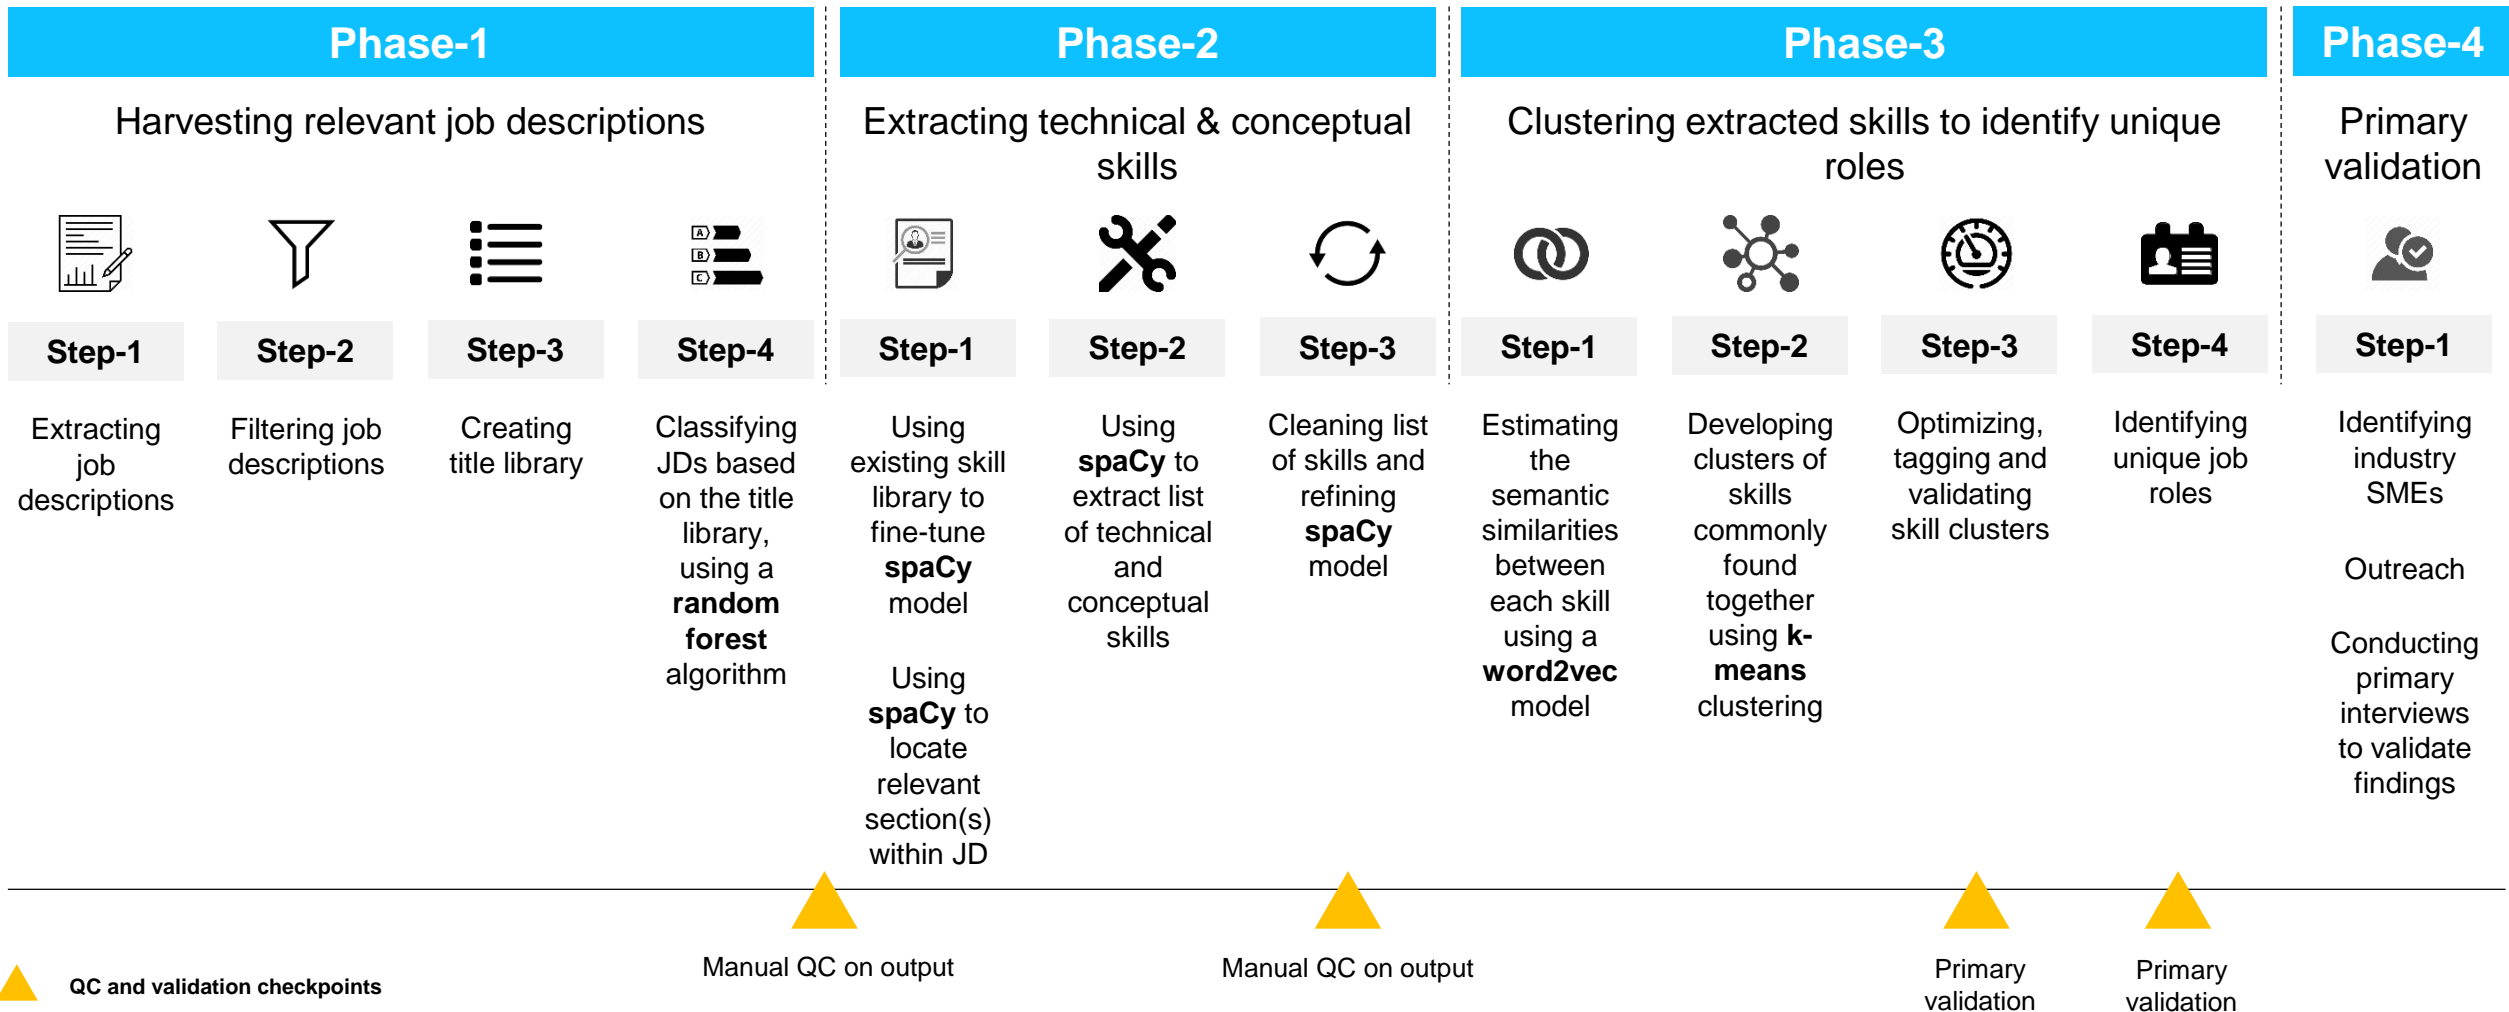 Phase-1
Harvesting relevant job descriptions
A
B
C
Step-1
Extracting
job
descriptions
Step-2
Filtering job
descriptions
Step-3
Creating
title library
Step-4
Classifying
JDs based
on the title
library,
using a
random
forest
algorithm
Phase-2
Extracting technical & conceptual
skills
Step-1
Using
existing skill
library to
fine-tune
spaCy
model
Using
spaCy to
locate
relevant
section(s)
within JD
Step-2
Using
spaCy to
extract list
of technical
and
conceptual
skills
Step-3
Cleaning list
of skills and
refining
spaCy
model
Phase-3
Clustering extracted skills to identify unique
roles
Step-1
Estimating
the
semantic
similarities
between
each skill
using a
word2vec
model
Step-2
Developing
clusters of
skills
commonly
found
together
using k-
means
clustering
Step-3
Optimizing,
tagging and
validating
skill clusters
Step-4
Identifying
unique job
roles
Phase-4
Primary
validation
Step-1
Identifying
industry
SMEs
Outreach
Conducting
primary
interviews
to validate
findings
Manual QC on output
Manual QC on output
Primary
validation
Primary
validation
QC and validation checkpoints